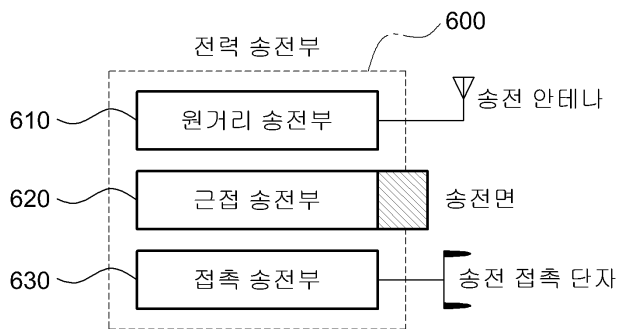 600
전력 송전부
610
원거리 송전부
송전 안테나
620
근접 송전부
송전면
630
접촉 송전부
송전 접촉 단자